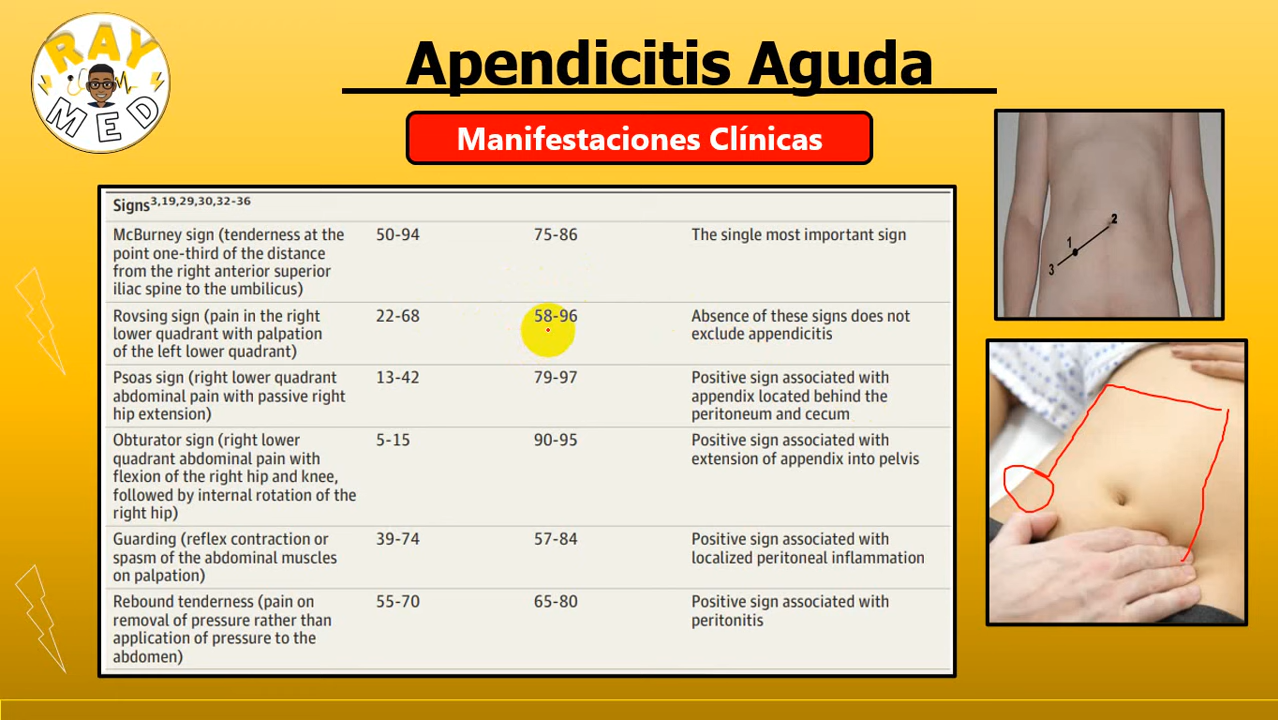 RAY
MED
Apendicitis Aguda
Manifestaciones Clínicas
Signs3,19,29,30,32-36
McBurney sign (tenderness at the
point one-third of the distance
from the right anterior superior
iliac spine to the umbilicus)
50-94
75-86
The single most important sign
Rovsing sign (pain in the right
lower quadrant with palpation
of the left lower quadrant)
22-68
58-96
Absence of these signs does not
exclude appendicitis
Psoas sign (right lower quadrant
abdominal pain with passive right
hip extension)
13-42
79-97
Positive sign associated with
appendix located behind the
peritoneum and cecum
Obturator sign (right lower
quadrant abdominal pain with
flexion of the right hip and knee,
followed by internal rotation of the
right hip)
5-15
90-95
Positive sign associated with
extension of appendix into pelvis
Guarding (reflex contraction or
spasm of the abdominal muscles
on palpation)
39-74
57-84
Positive sign associated with
localized peritoneal inflammation
Rebound tenderness (pain on
removal of pressure rather than
application of pressure to the
abdomen)
55-70
65-80
Positive sign associated with
peritonitis
2
1
3